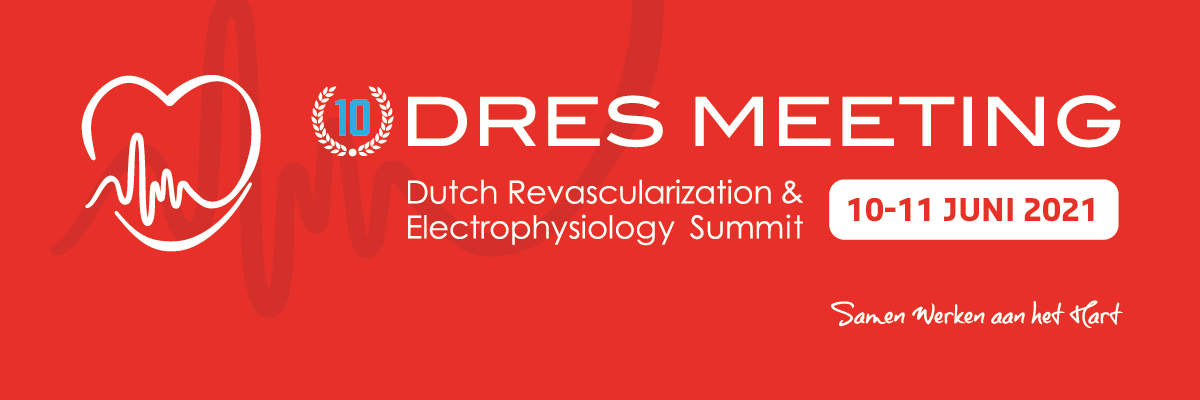 10 DRES MEETING
Dutch Revascularization &
Electrophysiology Summit
10-11 JUNI 2021
Samen Werken aan het Hart